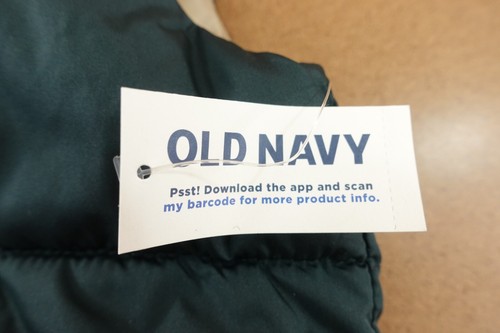 OLD NAVY
Psst! Download the app and scan
my barcode for more product info.